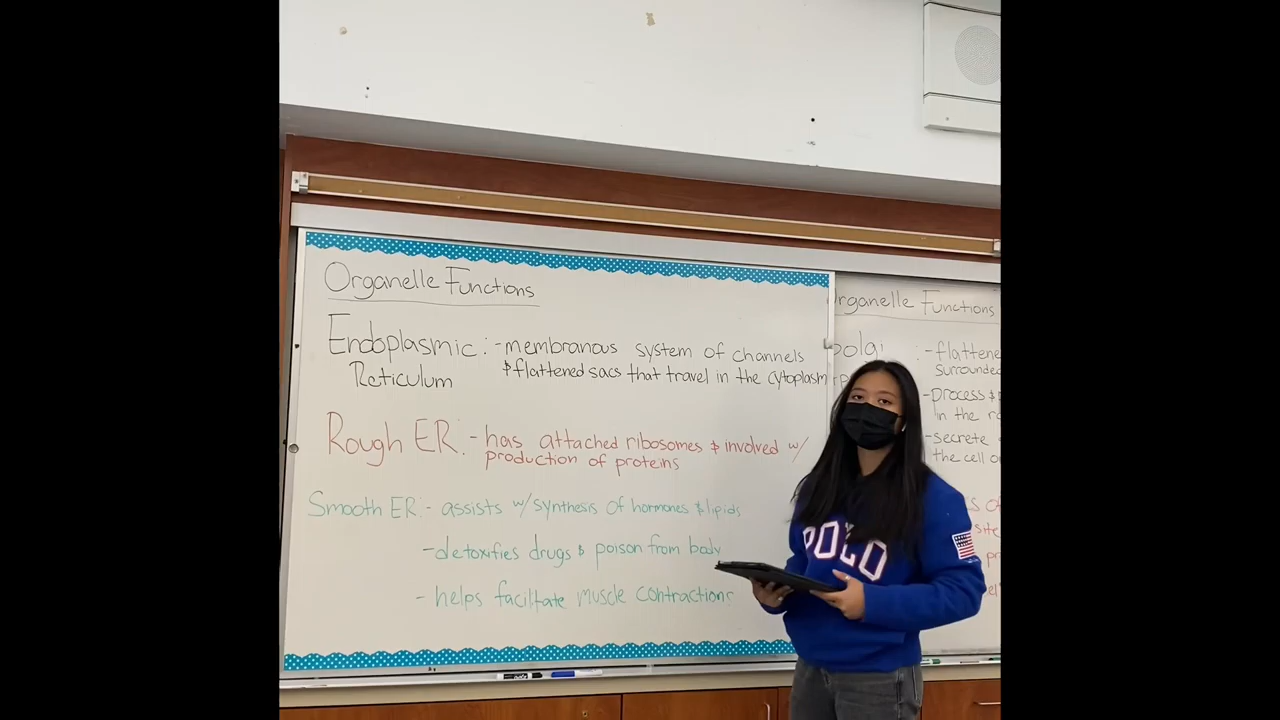 Organelle Functions
Endoplasmic : - membranous system of channels
Reticulum & flattened sacs that travel in the cytoplasm
Rough ER : - has attached ribosomes & involved w/
production of proteins
Smooth ER : - assists w/ synthesis of hormones & lipids
- detoxifies drugs & poison from body
- helps facilitate muscle contractions
Organelle Functions
: - flattene
surrounde
- process &
in the
- secrete
the cell
POLO